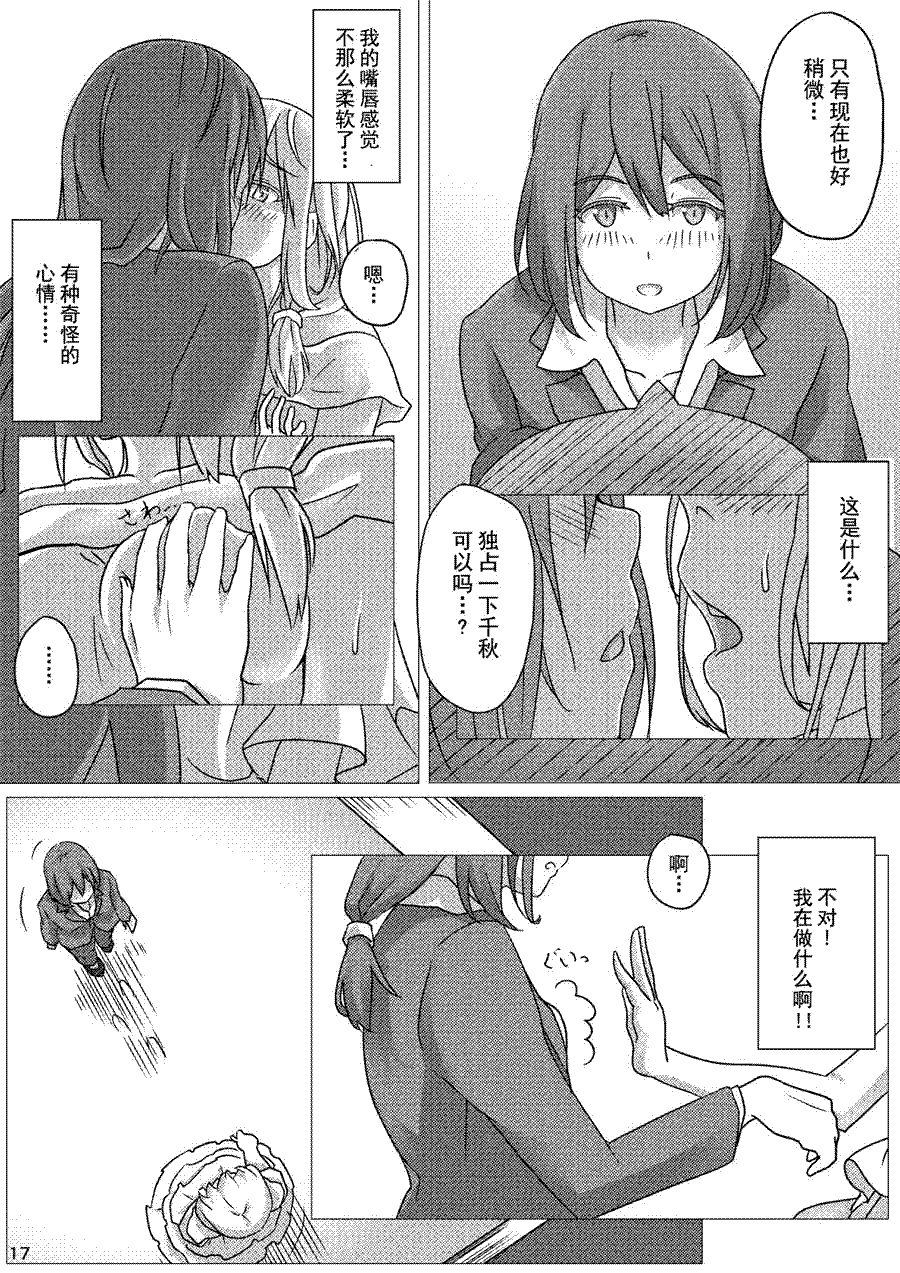 只有现在也好
稍微…
这是什么…
独占一下千秋
可以吗…?
我的嘴唇感觉
不那么柔软了…
嗯…
有种奇怪的
心情……
さわ…
……
不对!
我在做什么啊!!
啊…
ぐいっ
17